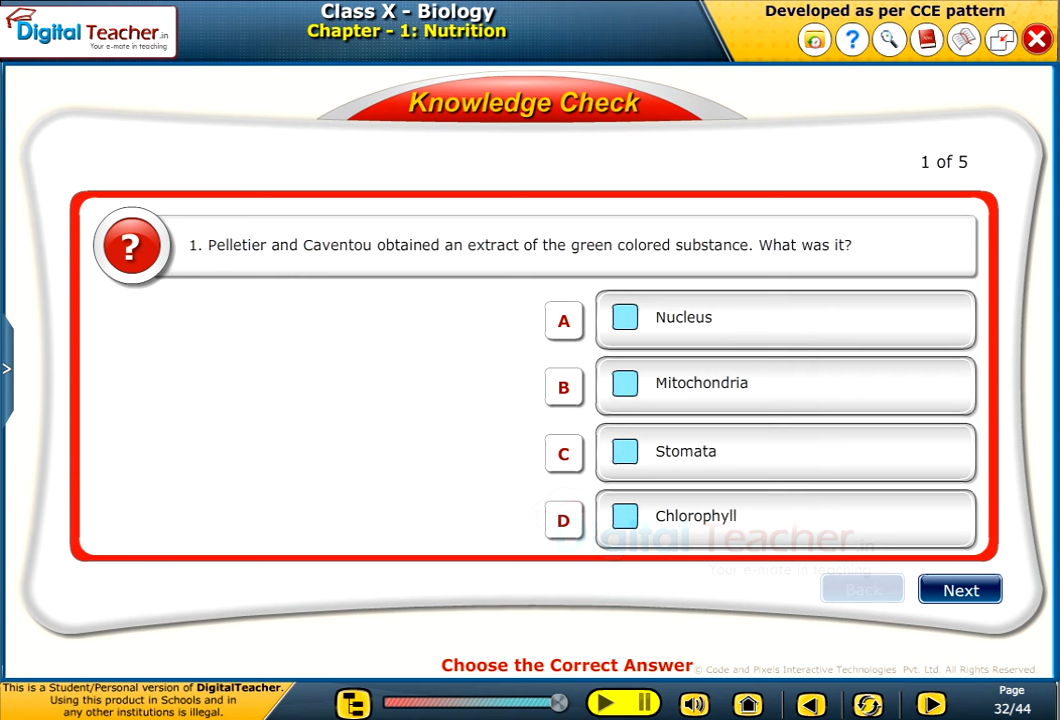 Digital Teacher.in
Your e-mate in teaching
Class X - Biology
Chapter - 1: Nutrition
Developed as per CCE pattern
?
Knowledge Check
1 of 5
?
1. Pelletier and Caventou obtained an extract of the green colored substance. What was it?
A
Nucleus
B
Mitochondria
C
Stomata
D
Chlorophyll
Digital Teacher.in
Your e-mate in teaching
Back
Next
>
Choose the Correct Answer
© Code and Pixels Interactive Technologies Pvt. Ltd. All Rights Reserved.
This is a Student/Personal version of DigitalTeacher.
Using this product in Schools and in
any other institutions is illegal.
Page
32/44